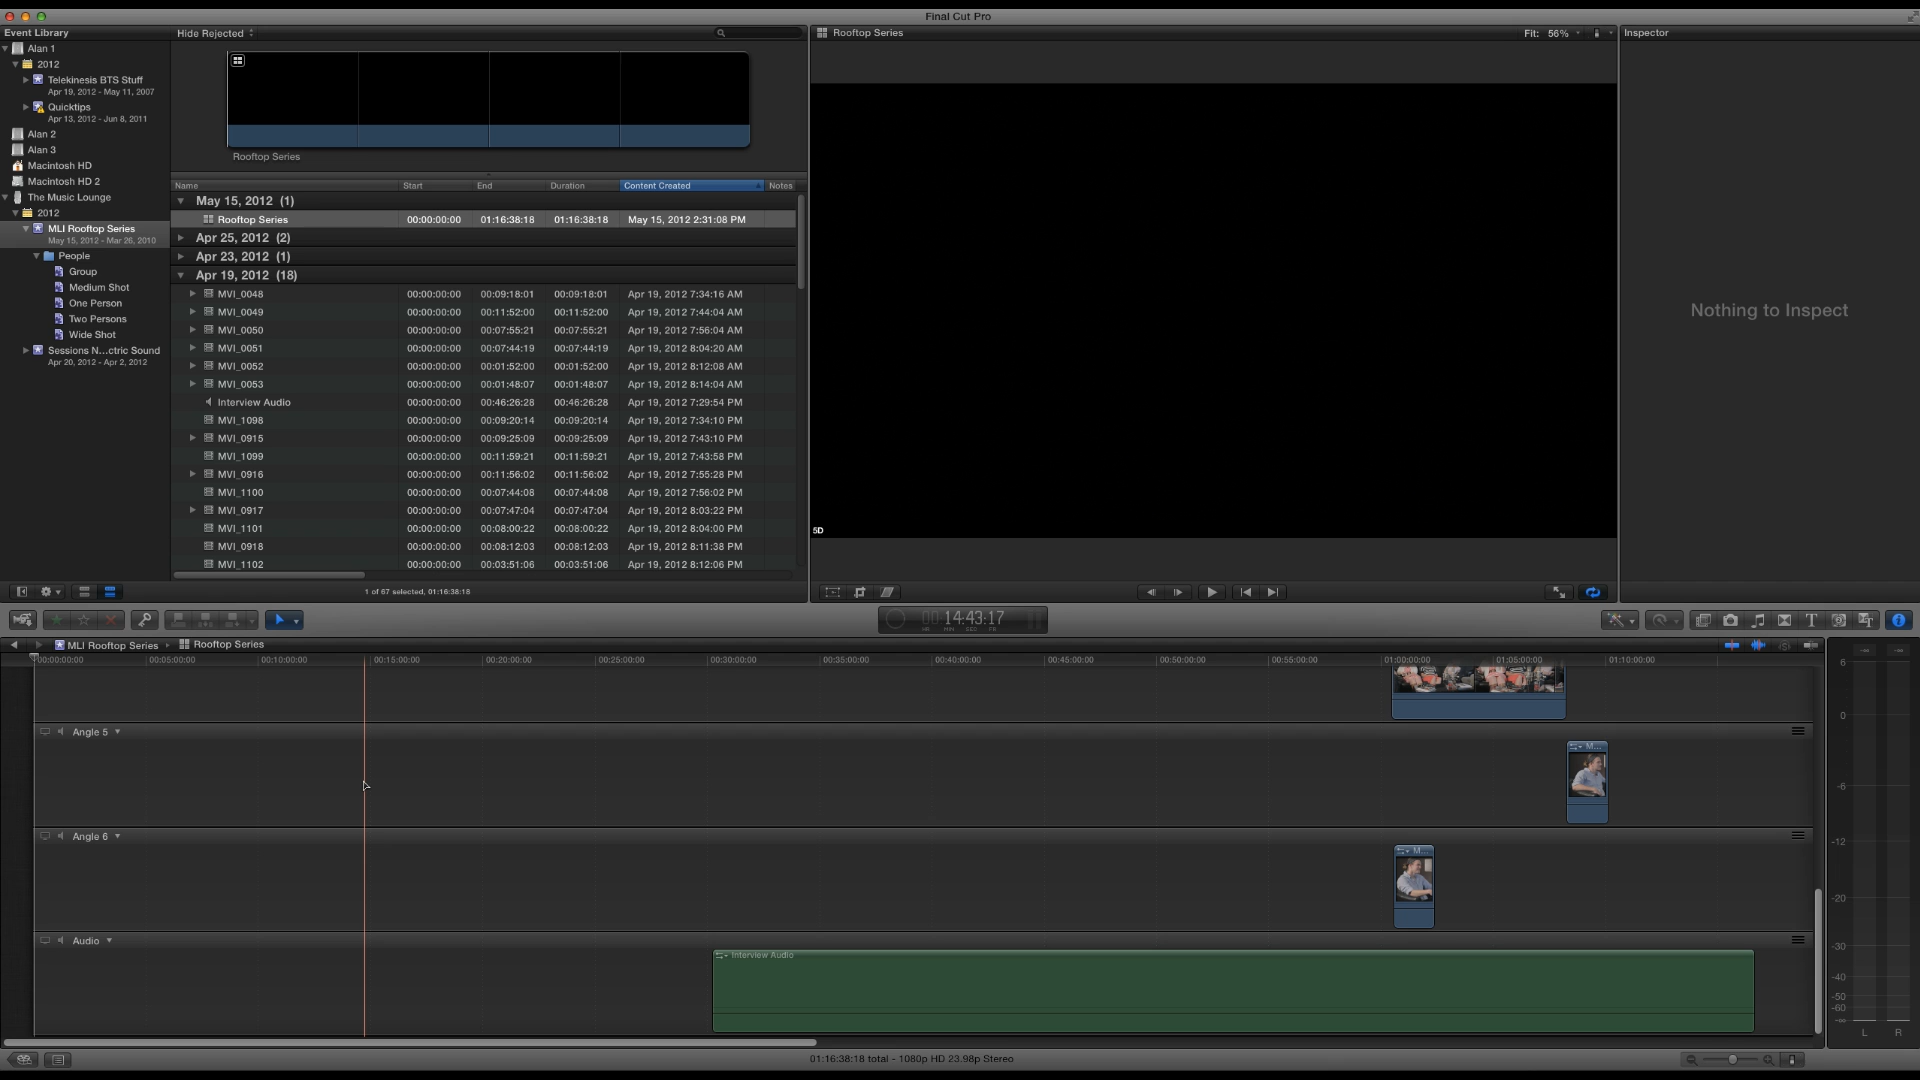 Final Cut Pro
Event Library
Hide Rejected
Rooftop Series
Fit: 56%
Inspector
Alan 1
2012
Telekinesis BTS Stuff
Apr 19, 2012 - May 11, 2007
Quicktips
Apr 13, 2012 - Jun 8, 2011
Alan 2
Alan 3
Macintosh HD
Macintosh HD 2
The Music Lounge
2012
MLI Rooftop Series
May 15, 2012 - Mar 26, 2010
People
Group
Medium Shot
One Person
Two Persons
Wide Shot
Sessions N...ctric Sound
Apr 20, 2012 - Apr 2, 2012
Rooftop Series
Name Start End Duration Content Created Notes
May 15, 2012 (1)
Rooftop Series 00:00:00:00 01:16:38:18 01:16:38:18 May 15, 2012 2:31:08 PM
Apr 25, 2012 (2)
Apr 23, 2012 (1)
Apr 19, 2012 (18)
MVI_0048 00:00:00:00 00:09:18:01 00:09:18:01 Apr 19, 2012 7:34:16 AM
MVI_0049 00:00:00:00 00:11:52:00 00:11:52:00 Apr 19, 2012 7:44:04 AM
MVI_0050 00:00:00:00 00:07:55:21 00:07:55:21 Apr 19, 2012 7:56:04 AM
MVI_0051 00:00:00:00 00:07:44:19 00:07:44:19 Apr 19, 2012 8:04:20 AM
MVI_0052 00:00:00:00 00:01:52:00 00:01:52:00 Apr 19, 2012 8:12:08 AM
MVI_0053 00:00:00:00 00:01:48:07 00:01:48:07 Apr 19, 2012 8:14:04 AM
Interview Audio 00:00:00:00 00:46:26:28 00:46:26:28 Apr 19, 2012 7:29:54 PM
MVI_1098 00:00:00:00 00:09:20:14 00:09:20:14 Apr 19, 2012 7:34:10 PM
MVI_0915 00:00:00:00 00:09:25:09 00:09:25:09 Apr 19, 2012 7:43:10 PM
MVI_1099 00:00:00:00 00:11:59:21 00:11:59:21 Apr 19, 2012 7:43:58 PM
MVI_0916 00:00:00:00 00:11:56:02 00:11:56:02 Apr 19, 2012 7:55:28 PM
MVI_1100 00:00:00:00 00:07:44:08 00:07:44:08 Apr 19, 2012 7:56:02 PM
MVI_0917 00:00:00:00 00:07:47:04 00:07:47:04 Apr 19, 2012 8:03:22 PM
MVI_1101 00:00:00:00 00:08:00:22 00:08:00:22 Apr 19, 2012 8:04:00 PM
MVI_0918 00:00:00:00 00:08:12:03 00:08:12:03 Apr 19, 2012 8:11:38 PM
MVI_1102 00:00:00:00 00:03:51:06 00:03:51:06 Apr 19, 2012 8:12:06 PM
1 of 67 selected, 01:16:38:18
5D
Nothing to Inspect
00:14:43:17
HR MIN SEC FR
MLI Rooftop Series Rooftop Series
00:00:00:00 00:05:00:00 00:10:00:00 00:15:00:00 00:20:00:00 00:25:00:00 00:30:00:00 00:35:00:00 00:40:00:00 00:45:00:00 00:50:00:00 00:55:00:00 01:00:00:00 01:05:00:00 01:10:00:00
Angle 5
M...
Angle 6
M...
Audio
Interview Audio
6
0
-6
-12
-20
-30
-40
-50
-60
-∞
L R
01:16:38:18 total - 1080p HD 23.98p Stereo